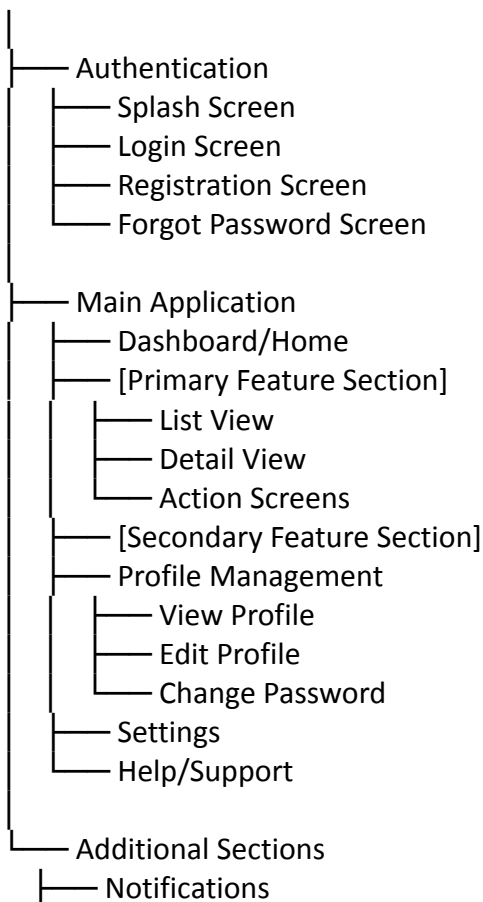 Authentication
Splash Screen
Login Screen
Registration Screen
Forgot Password Screen
Main Application
Dashboard/Home
[Primary Feature Section]
List View
Detail View
Action Screens
[Secondary Feature Section]
Profile Management
View Profile
Edit Profile
Change Password
Settings
Help/Support
Additional Sections
Notifications